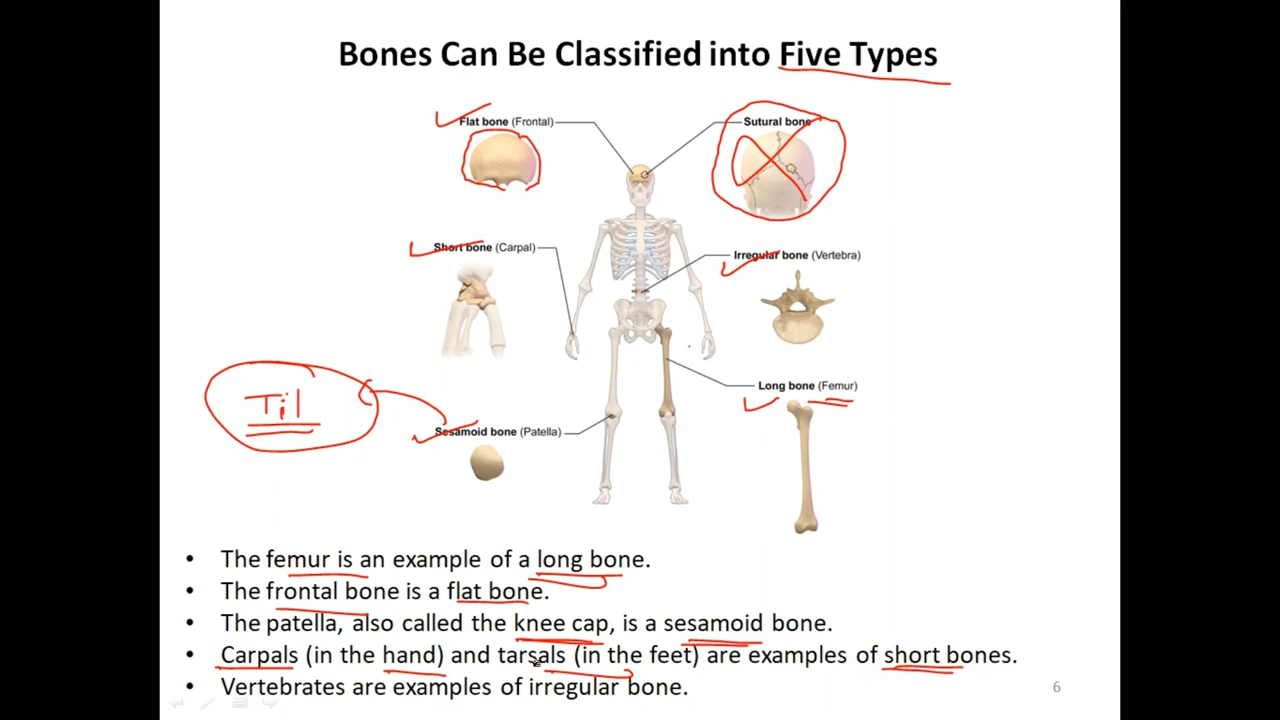 Bones Can Be Classified into Five Types
Flat bone (Frontal)
Sutural bone
Short bone (Carpal)
Irregular bone (Vertebra)
Long bone (Femur)
Til
Sesamoid bone (Patella)
• The femur is an example of a long bone.
• The frontal bone is a flat bone.
• The patella, also called the knee cap, is a sesamoid bone.
• Carpals (in the hand) and tarsals (in the feet) are examples of short bones.
• Vertebrates are examples of irregular bone.
6